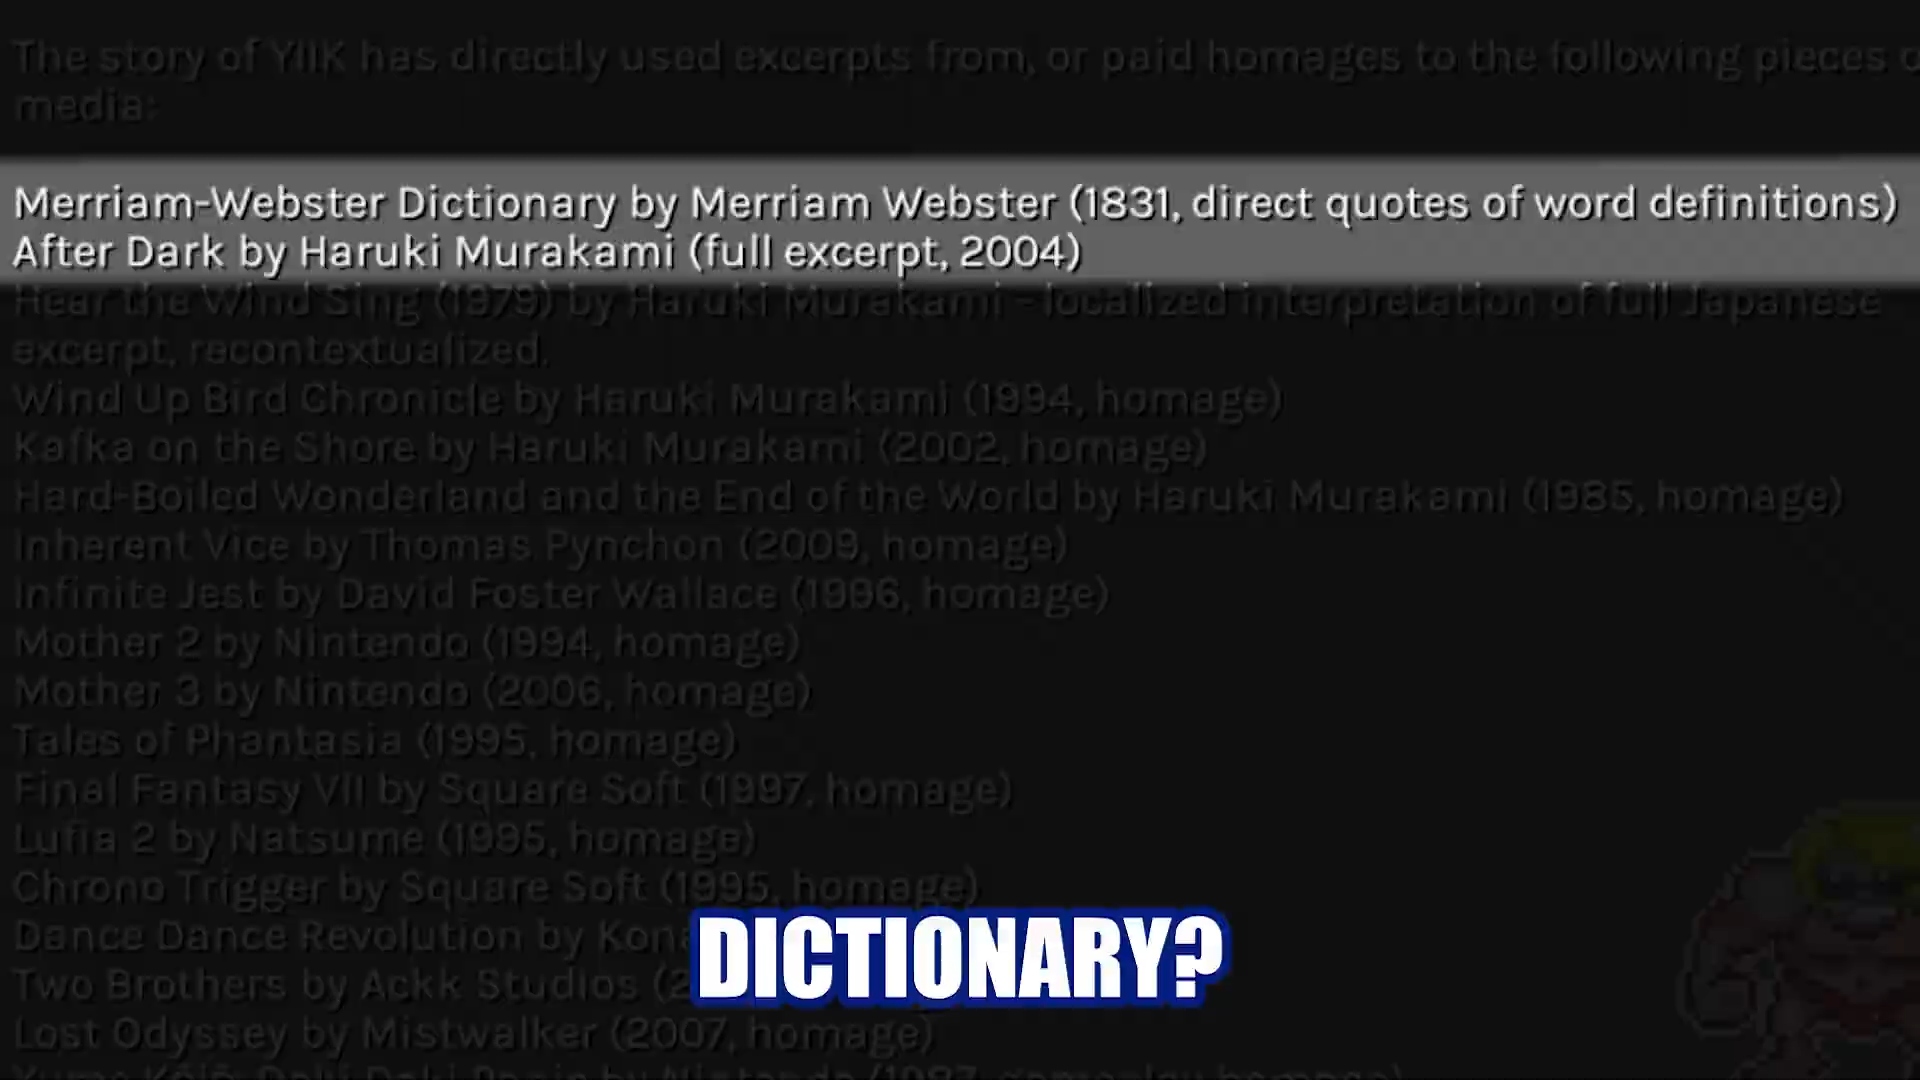 The story of YIIK has directly used excerpts from, or paid homages to the following pieces
media:
Merriam-Webster Dictionary by Merriam Webster (1831, direct quotes of word definitions)
After Dark by Haruki Murakami (full excerpt, 2004)
Hear the Wind Sing (1979) by Haruki Murakami - localized interpretation of full Japanese
excerpt, recontextualized.
Wind Up Bird Chronicle by Haruki Murakami (1994, homage)
Kafka on the Shore by Haruki Murakami (2002, homage)
Hard-Boiled Wonderland and the End of the World by Haruki Murakami (1985, homage)
Inherent Vice by Thomas Pynchon (2009, homage)
Infinite Jest by David Foster Wallace (1996, homage)
Mother 2 by Nintendo (1994, homage)
Mother 3 by Nintendo (2006, homage)
Tales of Phantasia (1995, homage)
Final Fantasy VII by Square Soft (1997, homage)
Lufia 2 by Natsume (1995, homage)
Chrono Trigger by Square Soft (1995, homage)
Dance Dance Revolution by Kona
DICTIONARY?
Two Brothers by Ackk Studios (2
Lost Odyssey by Mistwalker (2007, homage)
by Nintendo (1987, gameplay homage)